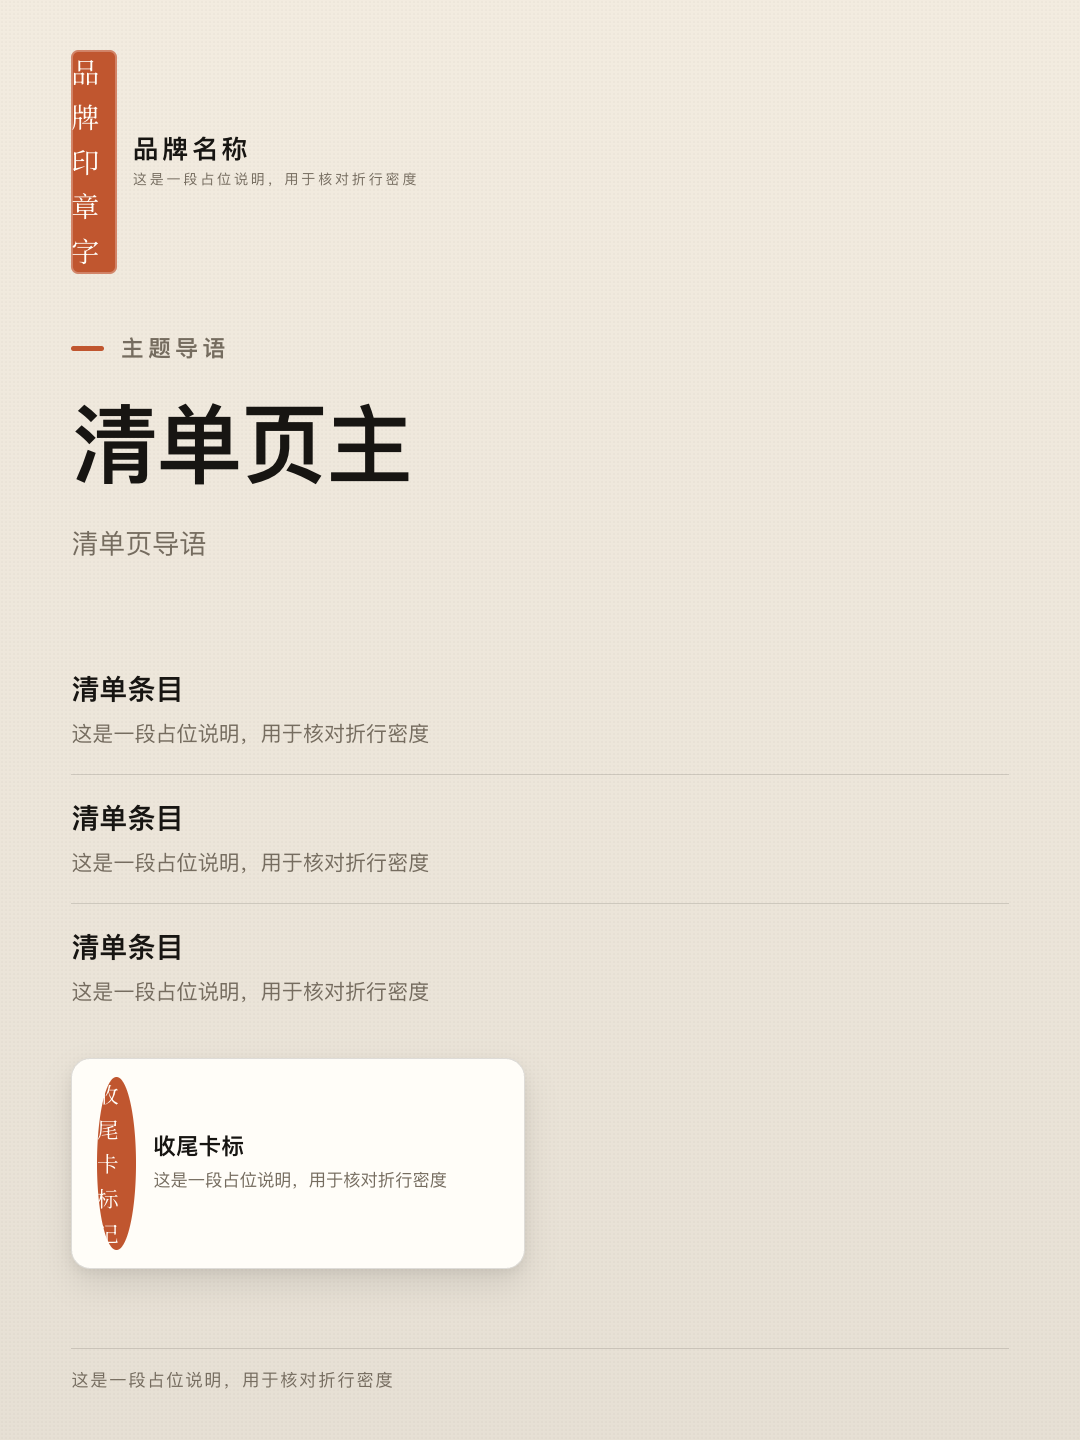 品
牌
印
章
字
品牌名称
这是一段占位说明，用于核对折行密度
主题导语
清单页主
清单页导语
清单条目
这是一段占位说明，用于核对折行密度
清单条目
这是一段占位说明，用于核对折行密度
清单条目
这是一段占位说明，用于核对折行密度
收
尾
卡
标
记
收尾卡标
这是一段占位说明，用于核对折行密度
这是一段占位说明，用于核对折行密度